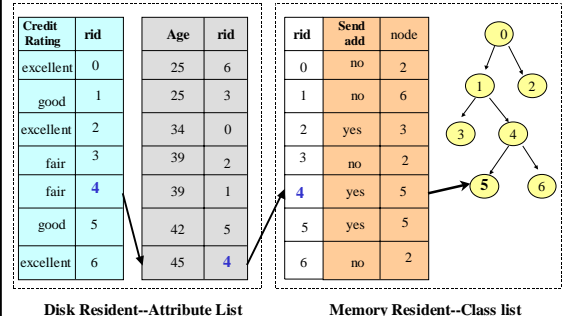 Credit Rating rid Age rid rid Send add node
excellent 0 25 6 0 no 2
good 1 25 3 1 no 6
excellent 2 34 0 2 yes 3
fair 3 39 2 3 no 2
fair 4 39 1 4 yes 5
good 5 42 5 5 yes 5
excellent 6 45 4 6 no 2
0
1 2
3 4
5 6
Disk Resident--Attribute List Memory Resident--Class list